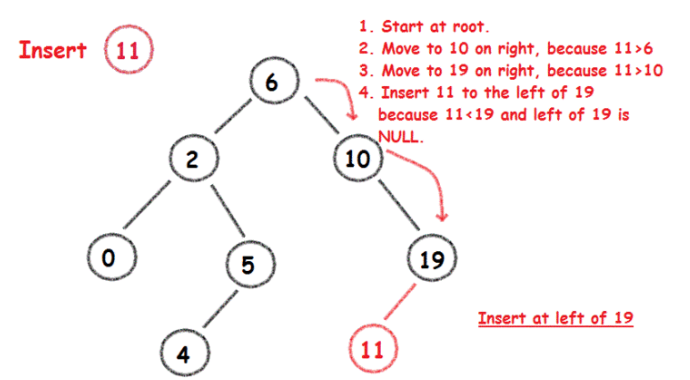 Insert 11
1. Start at root.
2. Move to 10 on right, because 11>6
3. Move to 19 on right, because 11>10
4. Insert 11 to the left of 19
because 11<19 and left of 19 is
NULL.
6
2
10
0
5
19
4
11
Insert at left of 19